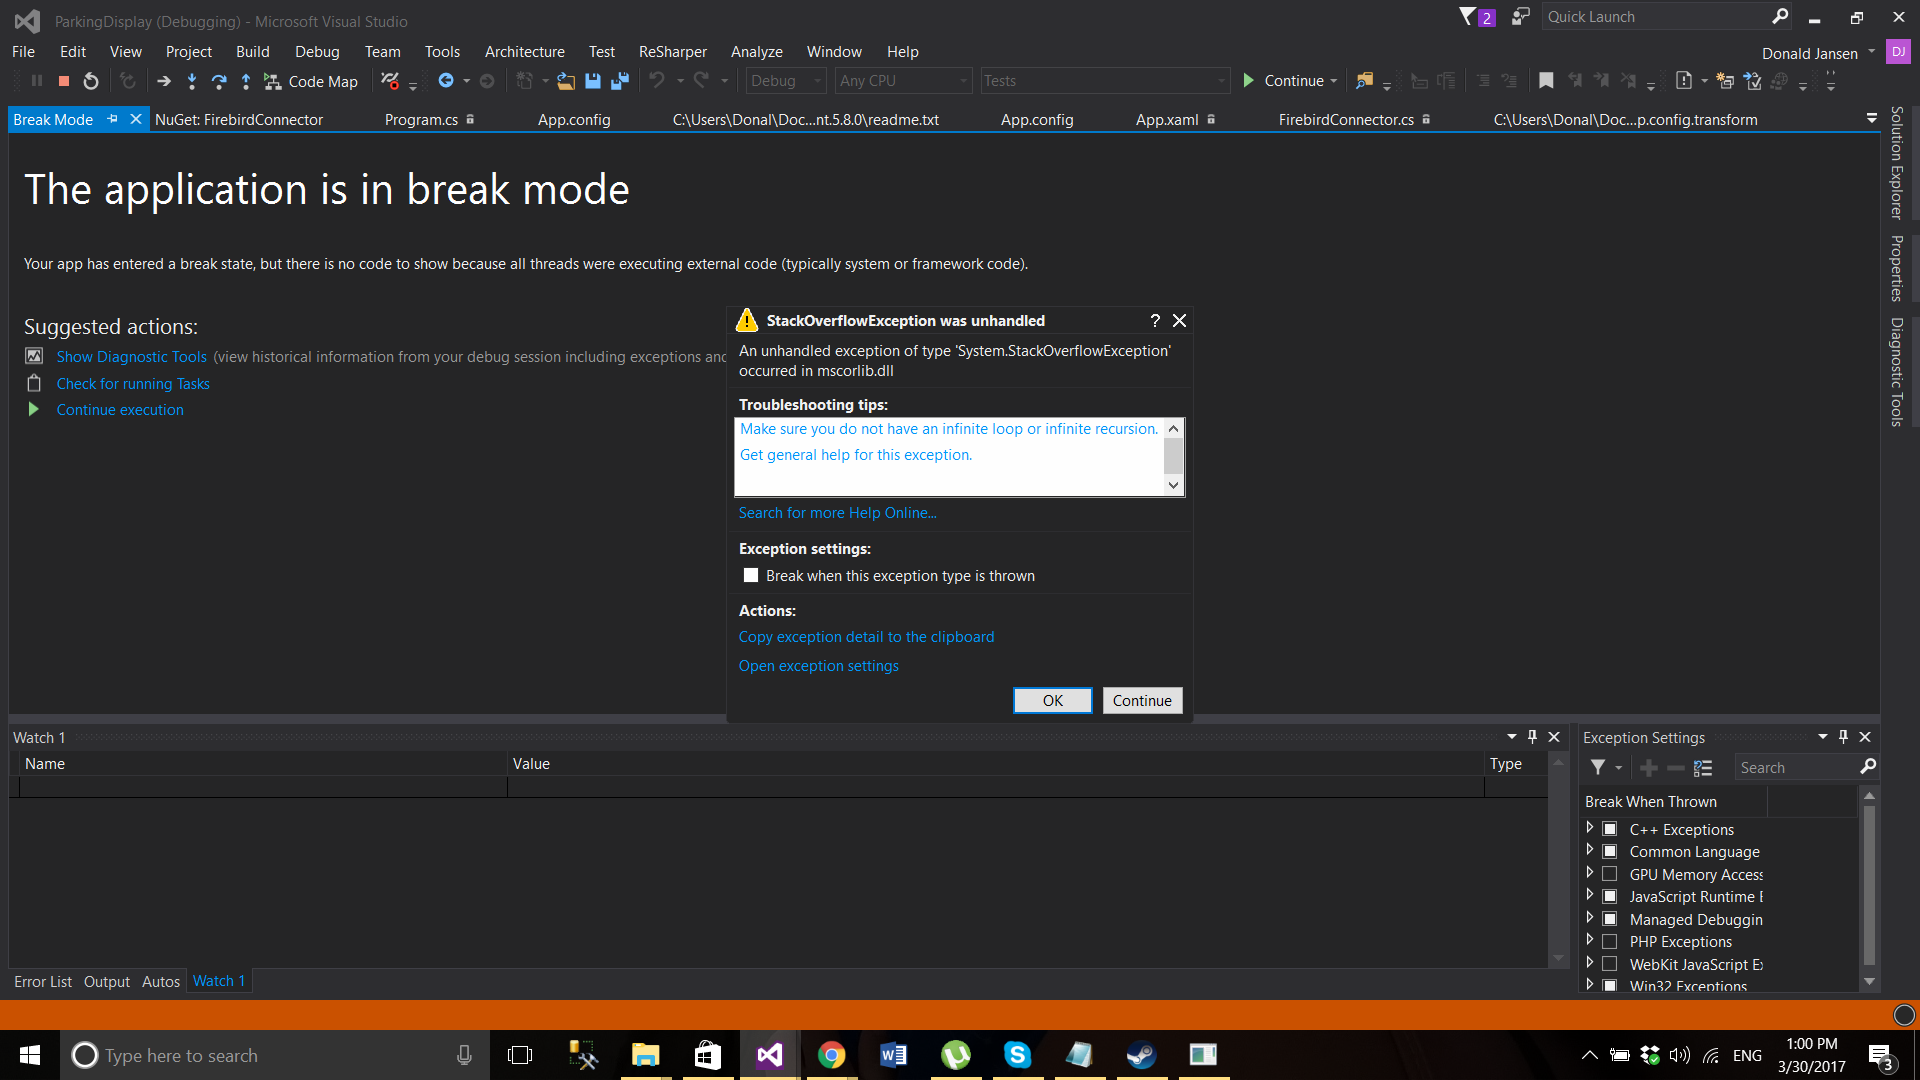 ParkingDisplay (Debugging) - Microsoft Visual Studio
2
Quick Launch
File Edit View Project Build Debug Team Tools Architecture Test ReSharper Analyze Window Help
Donald Jansen
DJ
Code Map
Debug
Any CPU
Tests
Continue
Break Mode
NuGet: FirebirdConnector
Program.cs
App.config
C:\Users\Donal\Doc...nt.5.8.0\readme.txt
App.config
App.xaml
FirebirdConnector.cs
C:\Users\Donal\Doc...p.config.transform
Solution Explorer
Properties
Diagnostic Tools
The application is in break mode
Your app has entered a break state, but there is no code to show because all threads were executing external code (typically system or framework code).
Suggested actions:
Show Diagnostic Tools (view historical information from your debug session including exceptions and
Check for running Tasks
Continue execution
StackOverflowException was unhandled
?
An unhandled exception of type 'System.StackOverflowException'
occurred in mscorlib.dll
Troubleshooting tips:
Make sure you do not have an infinite loop or infinite recursion.
Get general help for this exception.
Search for more Help Online...
Exception settings:
Break when this exception type is thrown
Actions:
Copy exception detail to the clipboard
Open exception settings
OK
Continue
Watch 1
Name
Value
Type
Exception Settings
Search
Break When Thrown
C++ Exceptions
Common Language
GPU Memory Access
JavaScript Runtime E
Managed Debuggin
PHP Exceptions
WebKit JavaScript Ex
Win32 Exceptions
Error List Output Autos Watch 1
Type here to search
ENG
1:00 PM
3/30/2017
3